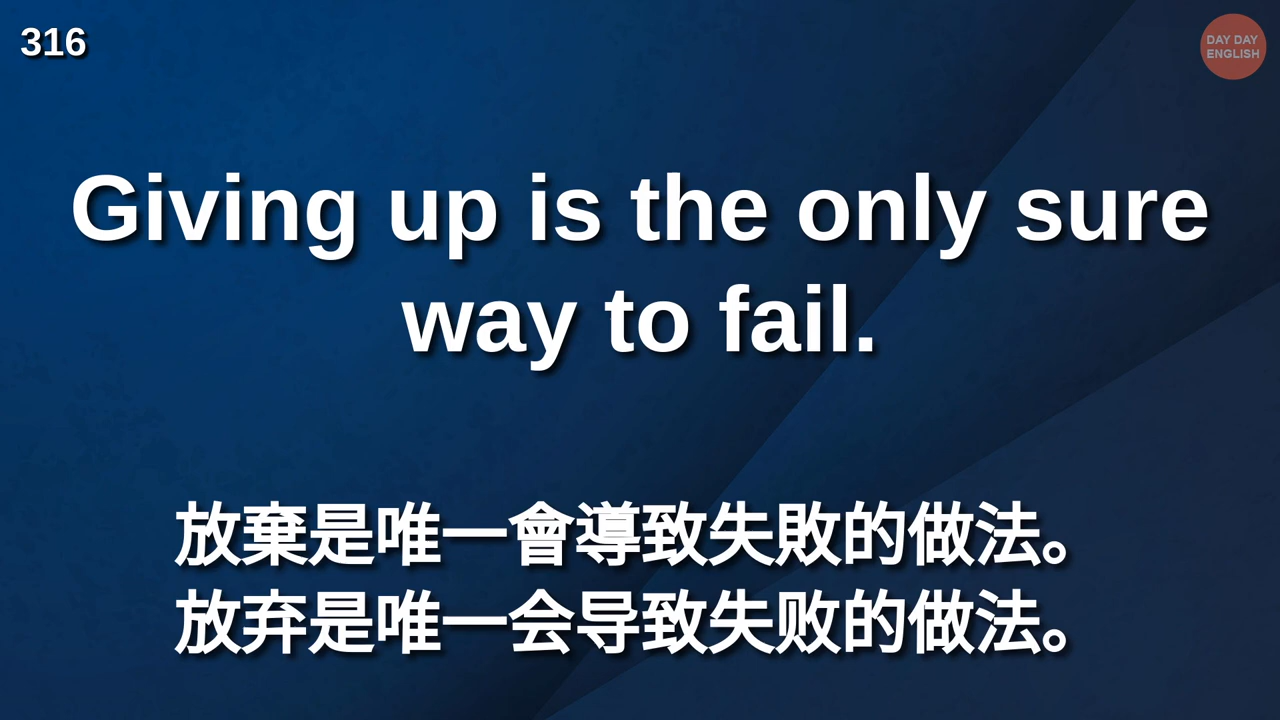 316
DAY DAY
ENGLISH
Giving up is the only sure
way to fail.
放棄是唯一會導致失敗的做法。
放弃是唯一会导致失败的做法。